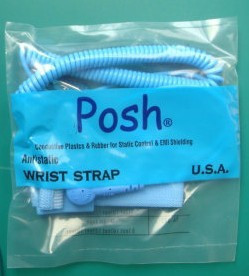 Posh®
Conductive Plastics & Rubber for Static Control & EMI Shielding
Antistatic
WRIST STRAP U.S.A.